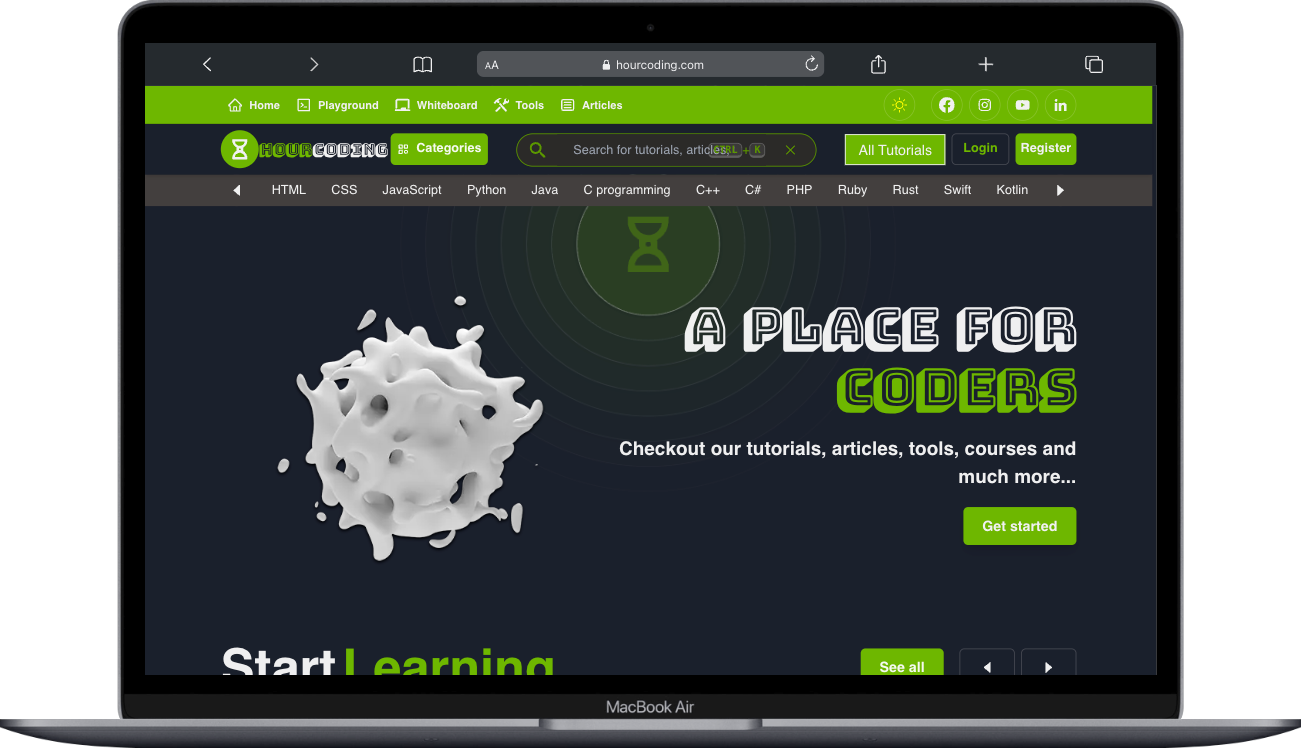 AA hourcoding.com
Home Playground Whiteboard Tools Articles
HOURCODING Categories Search for tutorials, articles, CTRL + K All Tutorials Login Register
HTML CSS JavaScript Python Java C programming C++ C# PHP Ruby Rust Swift Kotlin
A PLACE FOR
CODERS
Checkout our tutorials, articles, tools, courses and
much more...
Get started
Start Learning See all
MacBook Air